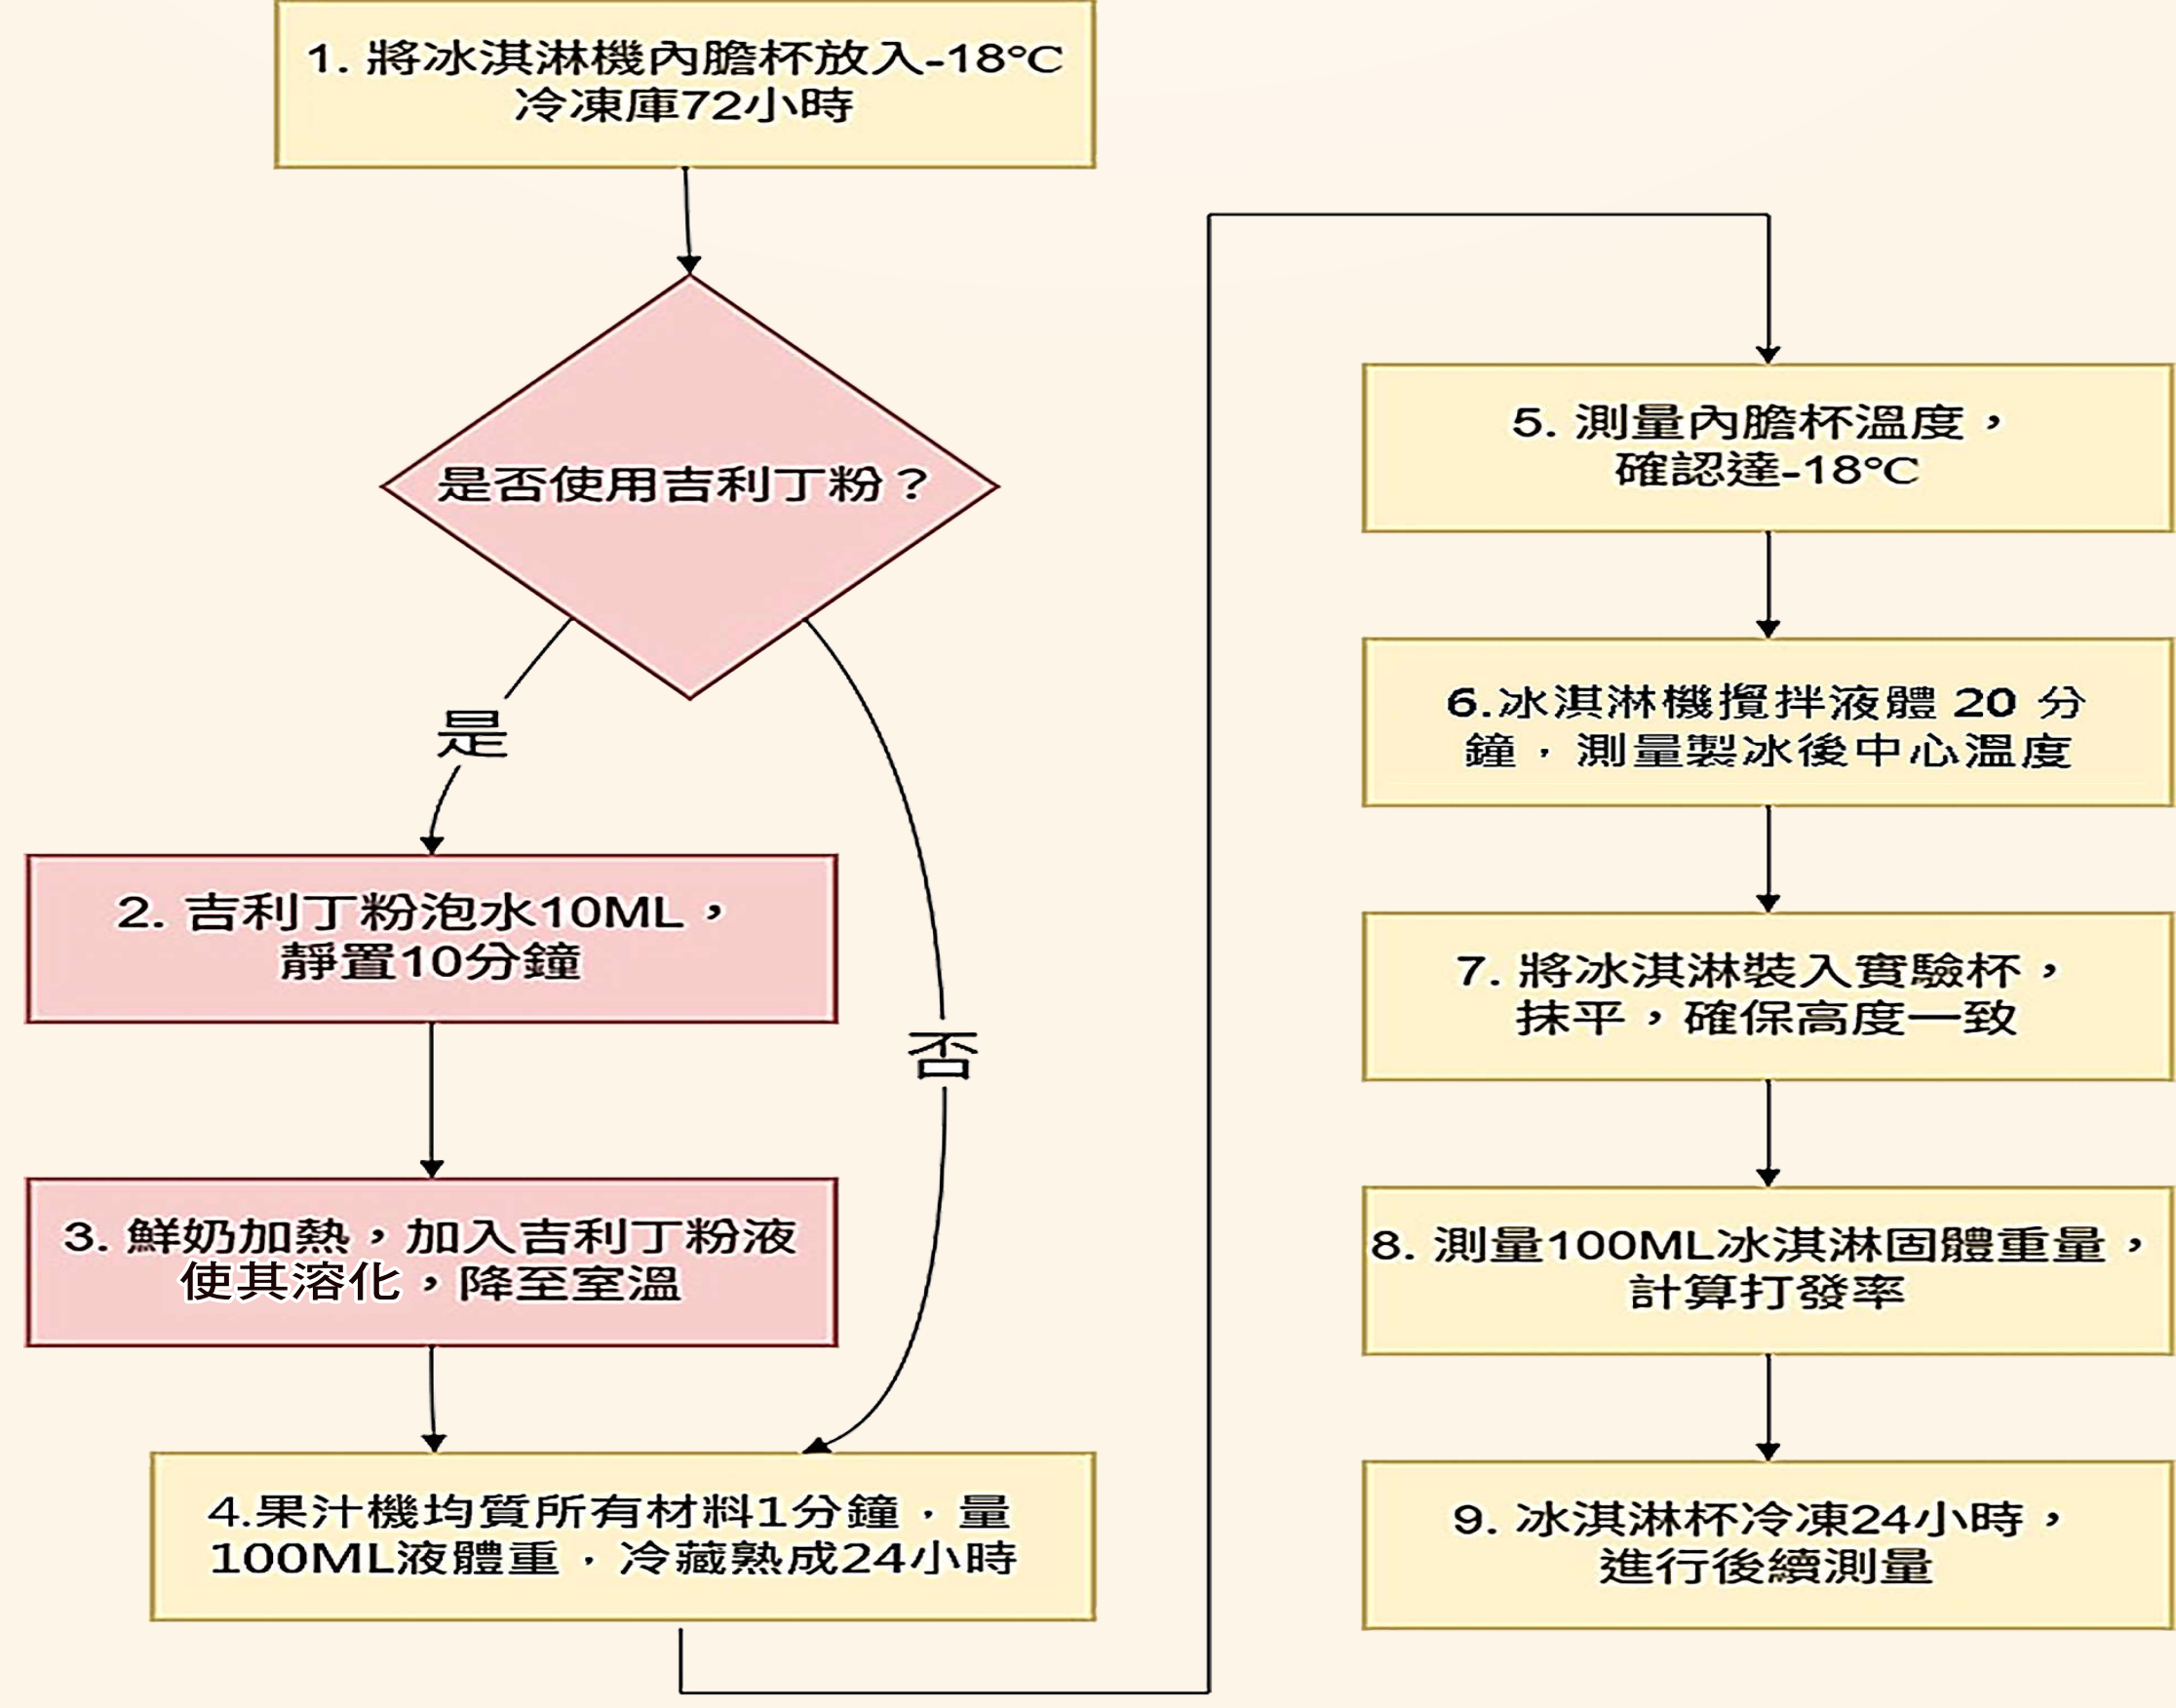 1. 將冰淇淋機內膽杯放入-18℃
冷凍庫72小時
是否使用吉利丁粉？
是
否
2. 吉利丁粉泡水10ML，
靜置10分鐘
3. 鮮奶加熱，加入吉利丁粉液
使其溶化，降至室溫
4.果汁機均質所有材料1分鐘，量
100ML液體重，冷藏熟成24小時
5. 測量內膽杯溫度，
確認達-18℃
6.冰淇淋機攪拌液體 20 分
鐘，測量製冰後中心溫度
7. 將冰淇淋裝入實驗杯，
抹平，確保高度一致
8. 測量100ML冰淇淋固體重量，
計算打發率
9. 冰淇淋杯冷凍24小時，
進行後續測量